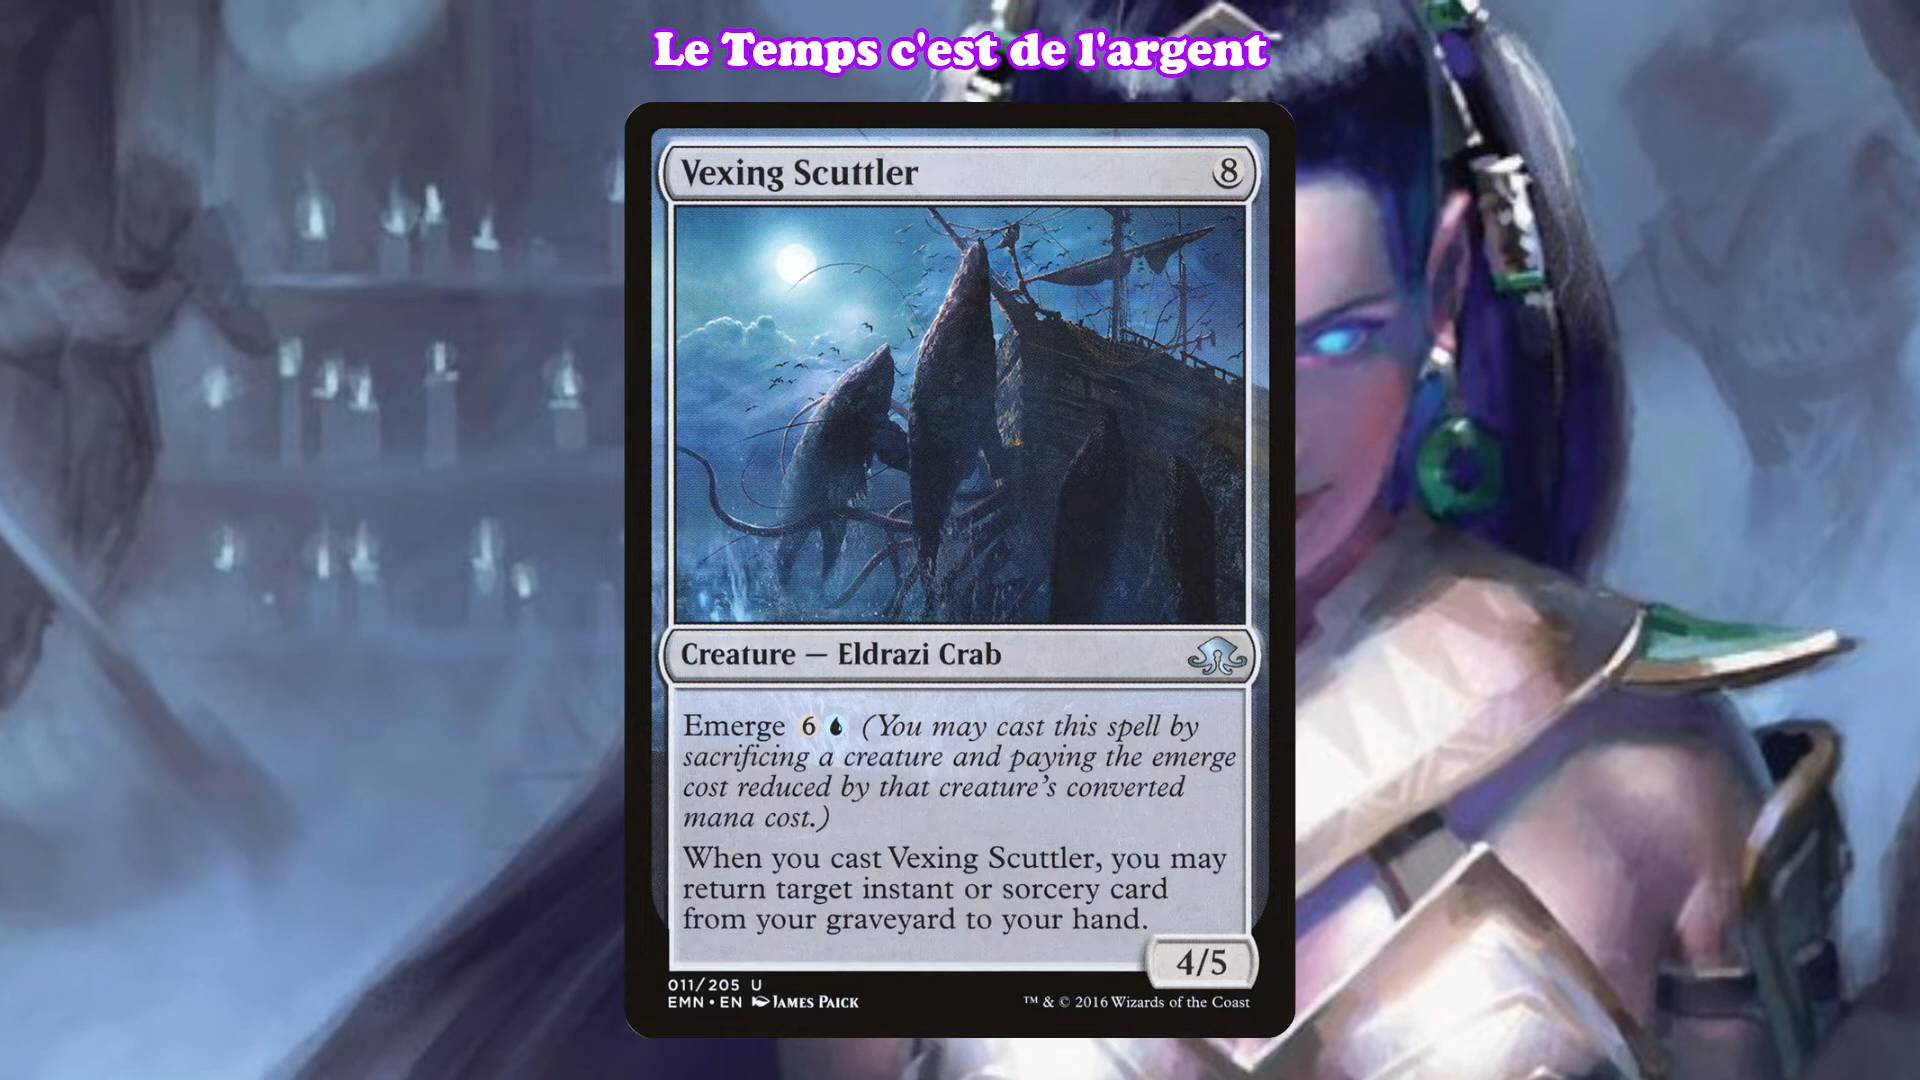 Le Temps c'est de l'argent
Vexing Scuttler 8
Creature — Eldrazi Crab
Emerge 6 (You may cast this spell by
sacrificing a creature and paying the emerge
cost reduced by that creature's converted
mana cost.)
When you cast Vexing Scuttler, you may
return target instant or sorcery card
from your graveyard to your hand.
4/5
011/205 U
EMN • EN James Paick
™ & © 2016 Wizards of the Coast